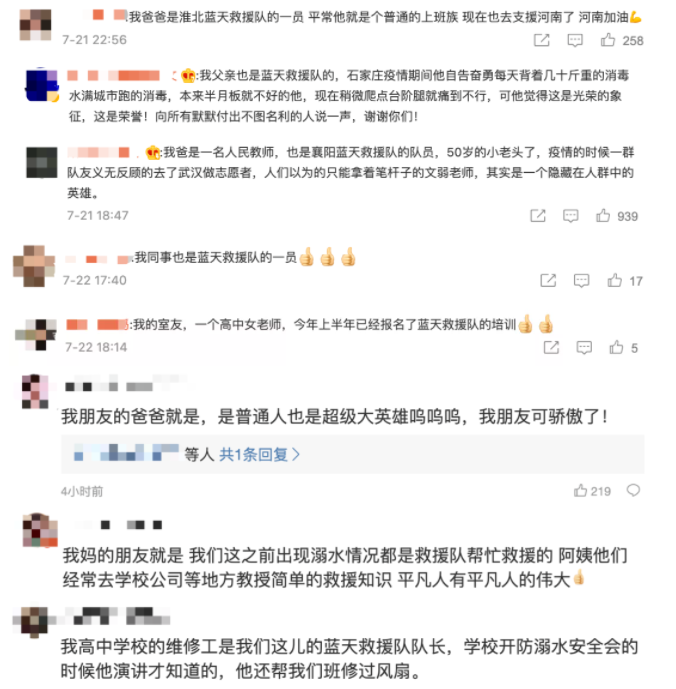 我爸爸是淮北蓝天救援队的一员 平常他就是个普通的上班族 现在也去支援河南了 河南加油💪
7-21 22:56
258
:我父亲也是蓝天救援队的，石家庄疫情期间他自告奋勇每天背着几十斤重的消毒
水满城市跑的消毒，本来半月板就不好的他，现在稍微爬点台阶腿就痛到不行，可他觉得这是光荣的象
征，这是荣誉！向所有默默付出不图名利的人说一声，谢谢你们！
:我爸是一名人民教师，也是襄阳蓝天救援队的队员，50岁的小老头了，疫情的时候一群
队友义无反顾的去了武汉做志愿者，人们以为的只能拿着笔杆子的文弱老师，其实是一个隐藏在人群中的
英雄。
7-21 18:47
939
:我同事也是蓝天救援队的一员👍👍👍
7-22 17:40
17
:我的室友，一个高中女老师，今年上半年已经报名了蓝天救援队的培训👍👍
7-22 18:14
5
我朋友的爸爸就是，是普通人也是超级大英雄呜呜呜，我朋友可骄傲了！
等人 共1条回复>
4小时前
219
我妈的朋友就是 我们这之前出现溺水情况都是救援队帮忙救援的 阿姨他们
经常去学校公司等地方教授简单的救援知识 平凡人有平凡人的伟大👍
我高中学校的维修工是我们这儿的蓝天救援队队长，学校开防溺水安全会的
时候他演讲才知道的，他还帮我们班修过风扇。